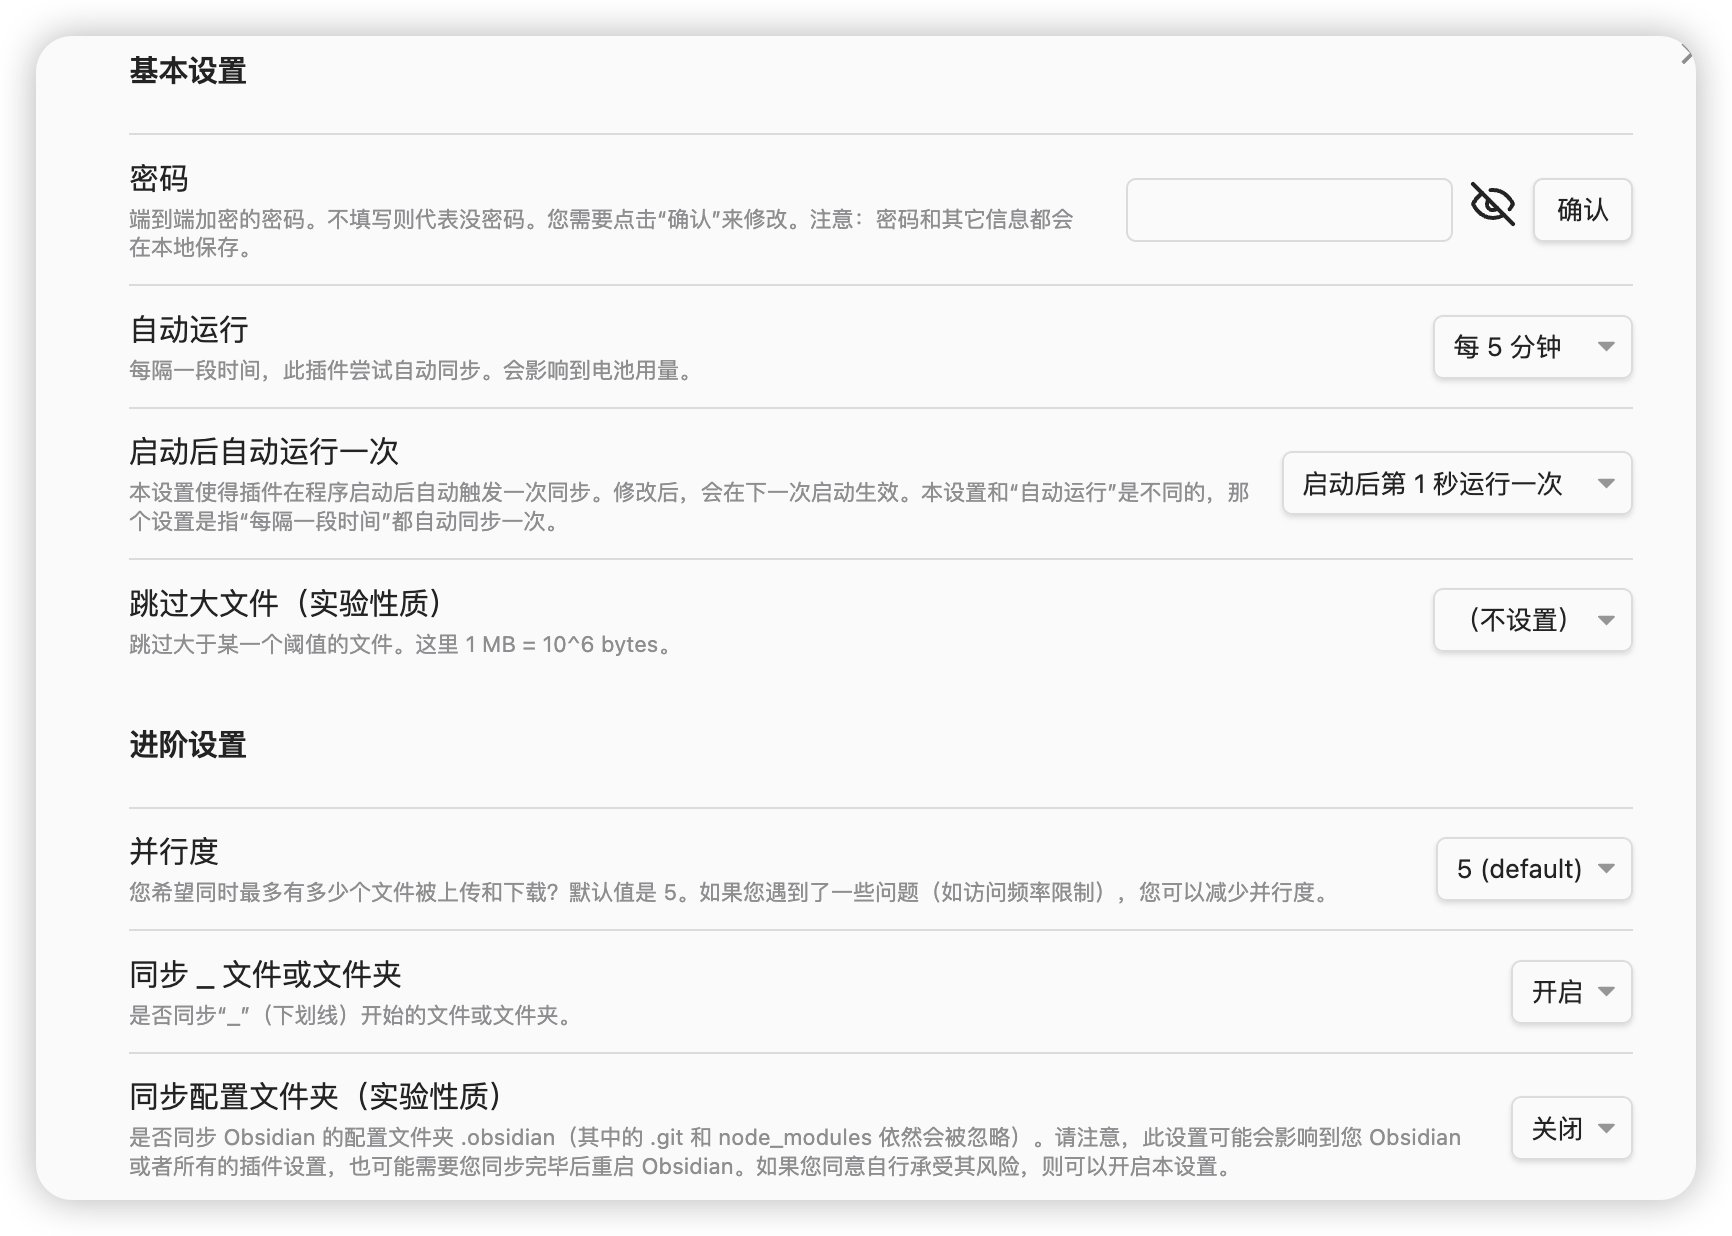 基本设置
密码
端到端加密的密码。不填写则代表没密码。您需要点击“确认”来修改。注意：密码和其它信息都会
在本地保存。
确认
自动运行
每隔一段时间，此插件尝试自动同步。会影响到电池用量。
每 5 分钟
启动后自动运行一次
本设置使得插件在程序启动后自动触发一次同步。修改后，会在下一次启动生效。本设置和“自动运行”是不同的，那
个设置是指“每隔一段时间”都自动同步一次。
启动后第 1 秒运行一次
跳过大文件（实验性质）
跳过大于某一个阈值的文件。这里 1 MB = 10^6 bytes。
（不设置）
进阶设置
并行度
您希望同时最多有多少个文件被上传和下载？默认值是 5。如果您遇到了一些问题（如访问频率限制），您可以减少并行度。
5 (default)
同步 _ 文件或文件夹
是否同步“_”（下划线）开始的文件或文件夹。
开启
同步配置文件夹（实验性质）
是否同步 Obsidian 的配置文件夹 .obsidian（其中的 .git 和 node_modules 依然会被忽略）。请注意，此设置可能会影响到您 Obsidian
或者所有的插件设置，也可能需要您同步完毕后重启 Obsidian。如果您同意自行承受其风险，则可以开启本设置。
关闭